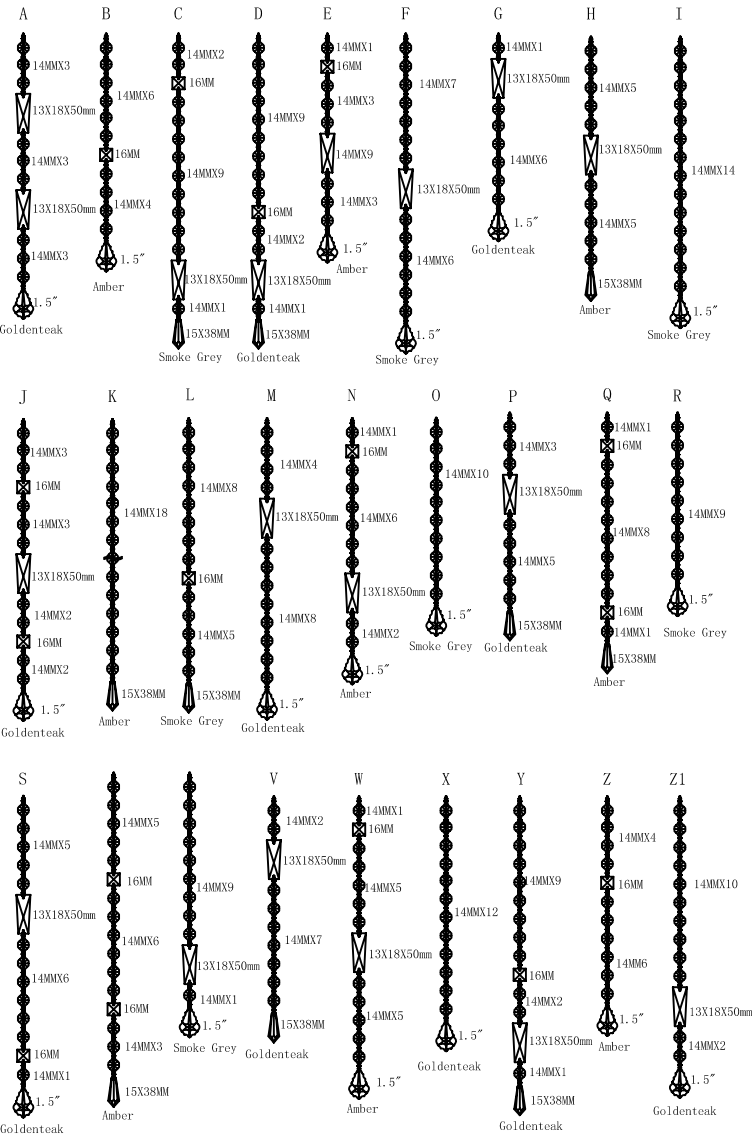 A B C D E F G H I
14MMX3
13X18X50mm
14MMX3
13X18X50mm
14MMX3
1.5"
Goldenteak
14MMX6
16MM
14MMX4
1.5"
Amber
14MMX2
16MM
14MMX9
13X18X50mm
14MMX1
15X38MM
Smoke Grey
14MMX9
16MM
14MMX2
13X18X50mm
14MMX1
15X38MM
Goldenteak
14MMX1
16MM
14MMX3
14MMX9
14MMX3
1.5"
Amber
14MMX7
13X18X50mm
14MMX6
1.5"
Smoke Grey
14MMX1
13X18X50mm
14MMX6
1.5"
Goldenteak
14MMX5
13X18X50mm
14MMX5
15X38MM
Amber
14MMX14
1.5"
Smoke Grey
J K L M N O P Q R
14MMX3
16MM
14MMX3
13X18X50mm
14MMX2
16MM
14MMX2
1.5"
Goldenteak
14MMX18
15X38MM
Amber
14MMX8
16MM
14MMX5
15X38MM
Smoke Grey
14MMX4
13X18X50mm
14MMX8
1.5"
Goldenteak
14MMX1
16MM
14MMX6
13X18X50mm
14MMX2
1.5"
Amber
14MMX10
1.5"
Smoke Grey
14MMX3
13X18X50mm
14MMX5
15X38MM
Goldenteak
14MMX1
16MM
14MMX8
16MM
14MMX1
15X38MM
Amber
14MMX9
1.5"
Smoke Grey
S V W X Y Z Z1
14MMX5
13X18X50mm
14MMX6
16MM
14MMX1
1.5"
Goldenteak
14MMX5
16MM
14MMX6
16MM
14MMX3
15X38MM
Amber
14MMX9
13X18X50mm
14MMX1
1.5"
Smoke Grey
14MMX2
13X18X50mm
14MMX7
15X38MM
Goldenteak
14MMX1
16MM
14MMX5
13X18X50mm
14MMX5
1.5"
Amber
14MMX12
1.5"
Goldenteak
14MMX9
16MM
14MMX2
13X18X50mm
14MMX1
15X38MM
Goldenteak
14MMX4
16MM
14MM6
1.5"
Amber
14MMX10
13X18X50mm
14MMX2
1.5"
Goldenteak